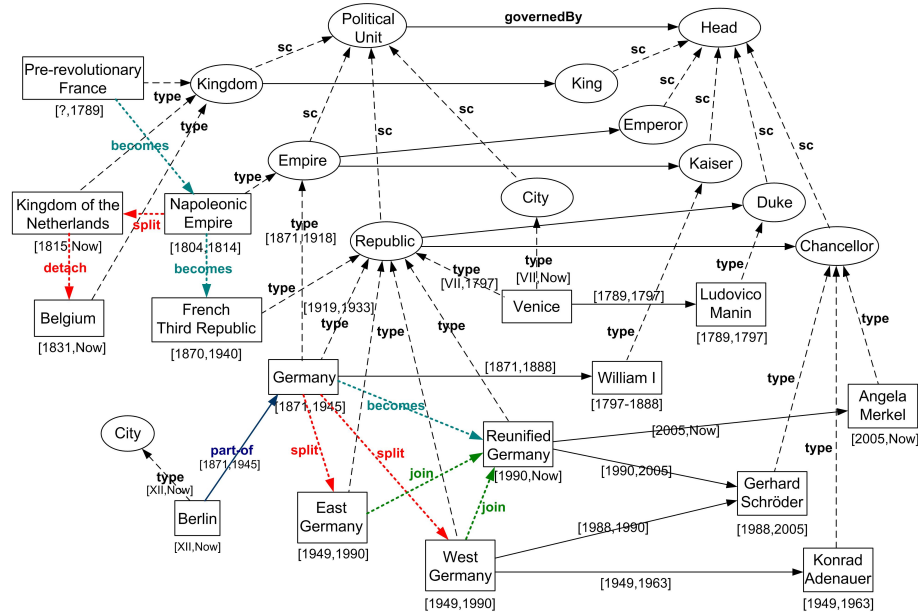 Political
Unit
governedBy
Head
sc
sc
Pre-revolutionary
France
[?,1789]
type
Kingdom
King
type
sc
sc
sc
sc
Emperor
sc
sc
becomes
Empire
Kaiser
type
City
Kingdom of
the Netherlands
[1815,Now]
split
Napoleonic
Empire
[1804,1814]
type
[1871,1918]
Republic
Duke
Chancellor
detach
becomes
type
[VII,1797]
type
[VII,Now]
type
type
Belgium
[1831,Now]
French
Third Republic
[1870,1940]
[1919,1933]
type
type
Venice
[1789,1797]
Ludovico
Manin
[1789,1797]
type
Germany
[1871,1945]
[1871,1888]
William I
[1797-1888]
type
becomes
Angela
Merkel
[2005,Now]
type
City
part-of
[1871,1945]
split
split
Reunified
Germany
[1990,Now]
[2005,Now]
type
type
[XII,Now]
join
[1990,2005]
Gerhard
Schröder
[1988,2005]
Berlin
[XII,Now]
East
Germany
[1949,1990]
join
[1988,1990]
West
Germany
[1949,1990]
[1949,1963]
Konrad
Adenauer
[1949,1963]